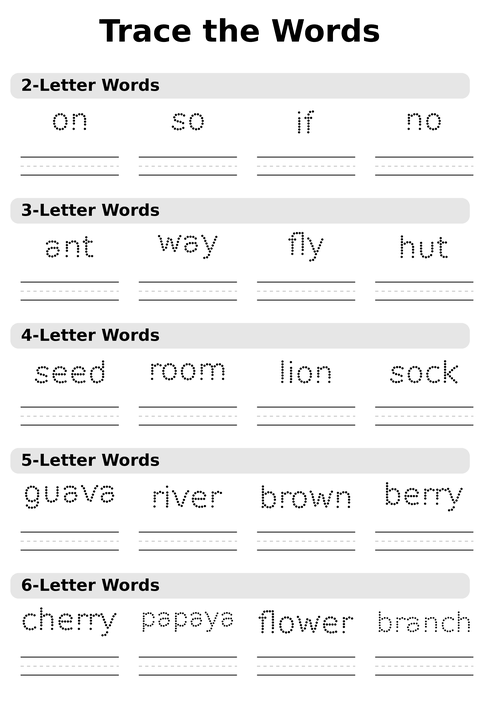 Trace the Words
2-Letter Words
on so if no
3-Letter Words
ant way fly hut
4-Letter Words
seed room lion sock
5-Letter Words
guava river brown berry
6-Letter Words
cherry papaya flower branch